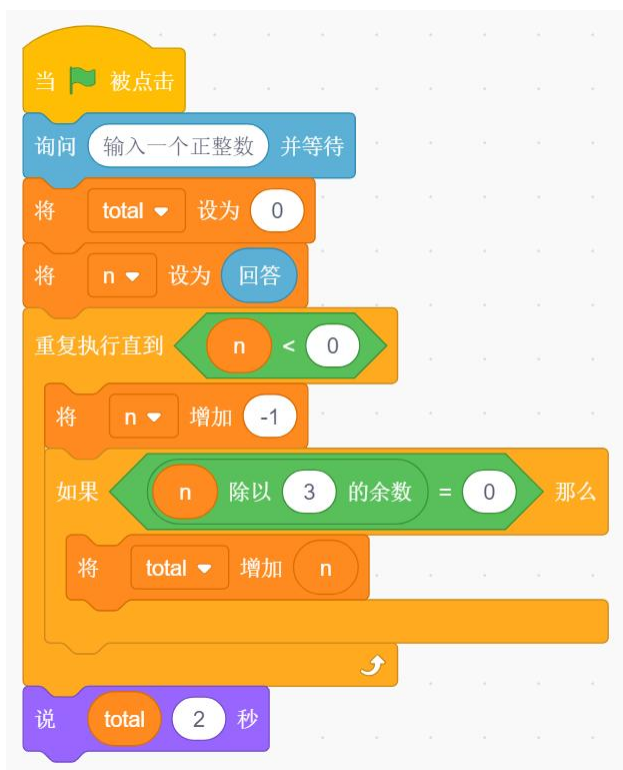 当 被点击
询问 输入一个正整数 并等待
将 total 设为 0
将 n 设为 回答
重复执行直到 n < 0
将 n 增加 -1
如果 n 除以 3 的余数 = 0 那么
将 total 增加 n
说 total 2 秒